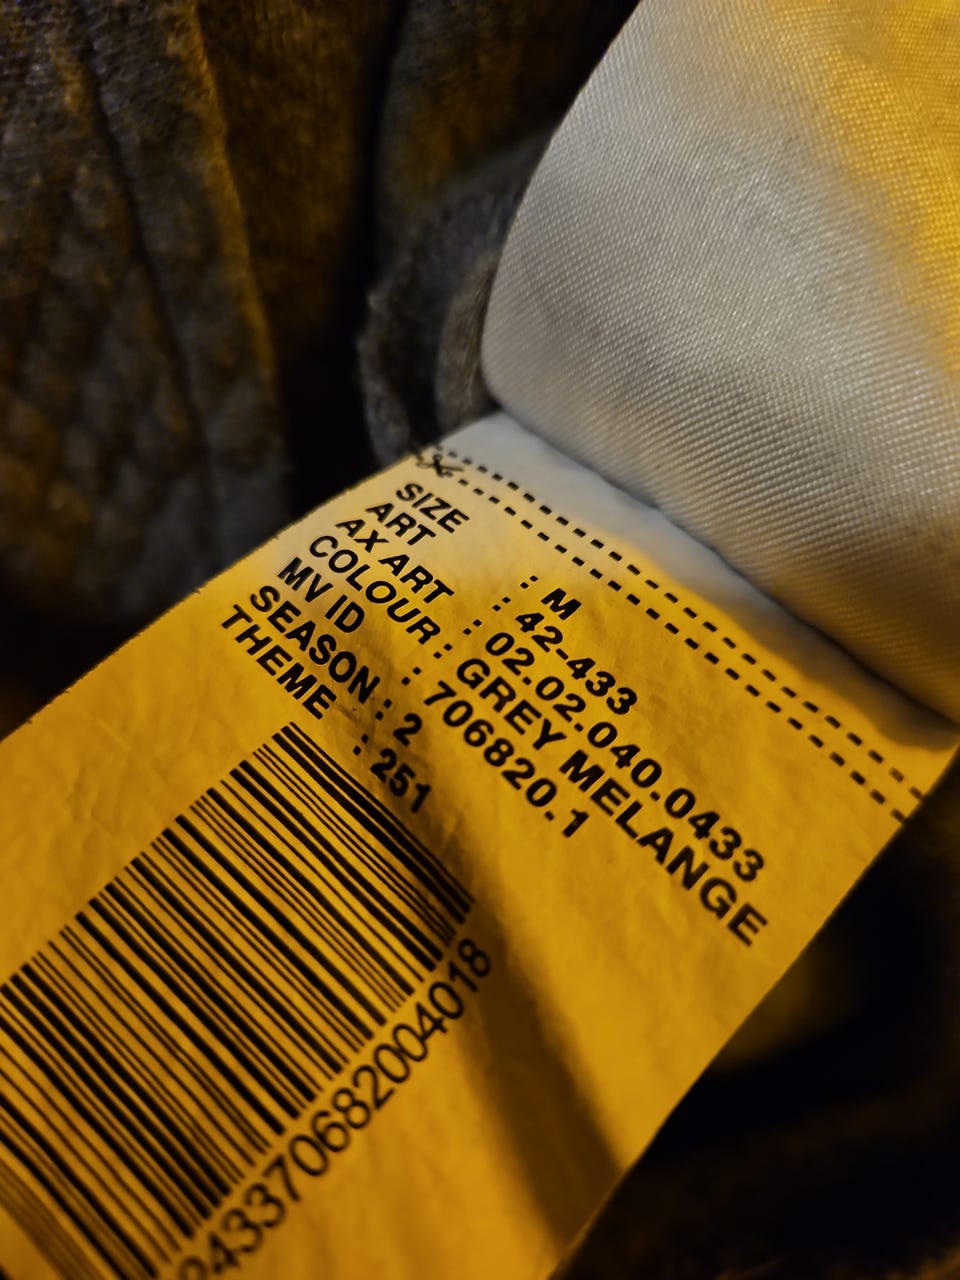 SIZE : M
ART : 42-433
AX ART : 02.02.040.0433
COLOUR : GREY MELANGE
MV ID : 706820.1
SEASON : 2
THEME : 251
2433706820040​18